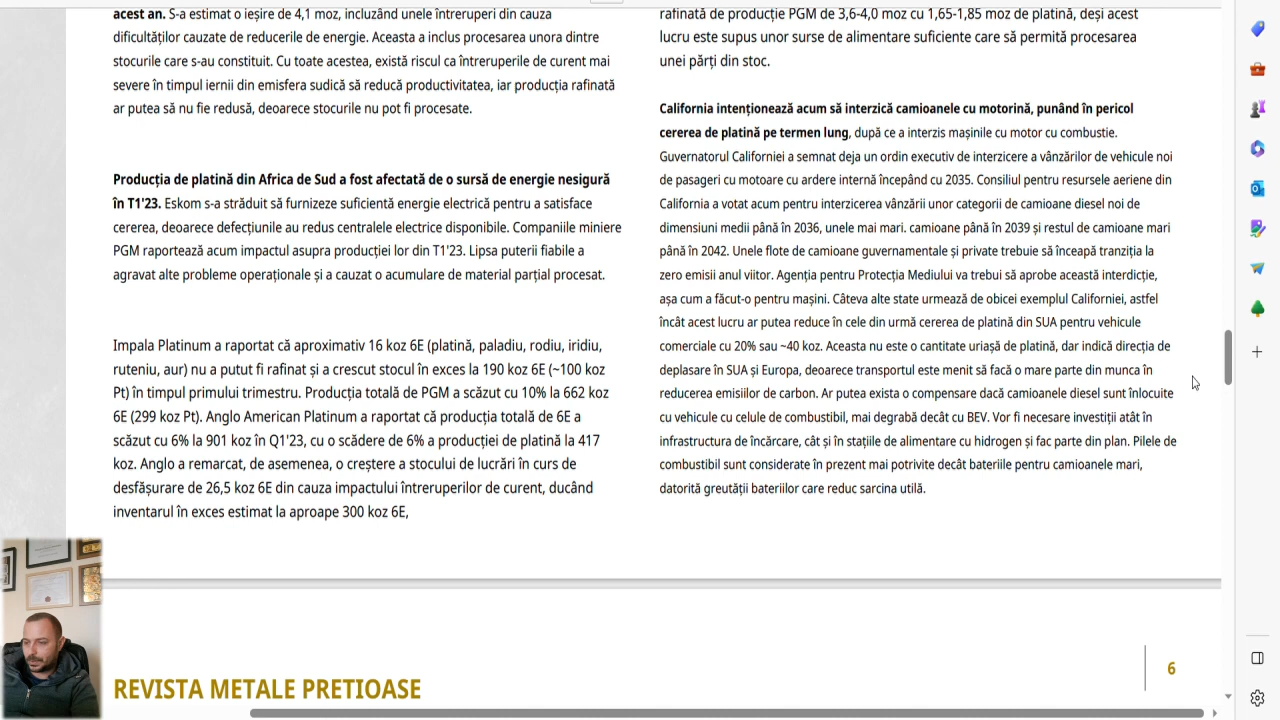 acest an. S-a estimat o ieșire de 4,1 moz, incluzând unele întreruperi din cauza
dificultăților cauzate de reducerile de energie. Aceasta a inclus procesarea unora dintre
stocurile care s-au constituit. Cu toate acestea, există riscul ca întreruperile de curent mai
severe în timpul iernii din emisfera sudică să reducă productivitatea, iar producția rafinată
ar putea să nu fie redusă, deoarece stocurile nu pot fi procesate.
Producția de platină din Africa de Sud a fost afectată de o sursă de energie nesigură
în T1'23. Eskom s-a străduit să furnizeze suficientă energie electrică pentru a satisface
cererea, deoarece defecțiunile au redus centralele electrice disponibile. Companiile miniere
PGM raportează acum impactul asupra producției lor din T1'23. Lipsa puterii fiabile a
agravat alte probleme operaționale și a cauzat o acumulare de material parțial procesat.
Impala Platinum a raportat că aproximativ 16 koz 6E (platină, paladiu, rodiu, iridiu,
ruteniu, aur) nu a putut fi rafinat și a crescut stocul în exces la 190 koz 6E (~100 koz
Pt) în timpul primului trimestru. Producția totală de PGM a scăzut cu 10% la 662 koz
6E (299 koz Pt). Anglo American Platinum a raportat că producția totală de 6E a
scăzut cu 6% la 901 koz în Q1'23, cu o scădere de 6% a producției de platină la 417
koz. Anglo a remarcat, de asemenea, o creștere a stocului de lucrări în curs de
desfășurare de 26,5 koz 6E din cauza impactului întreruperilor de curent, ducând
inventarul în exces estimat la aproape 300 koz 6E,
rafinată de producție PGM de 3,6-4,0 moz cu 1,65-1,85 moz de platină, deși acest
lucru este supus unor surse de alimentare suficiente care să permită procesarea
unei părți din stoc.
California intenționează acum să interzică camioanele cu motorină, punând în pericol
cererea de platină pe termen lung, după ce a interzis mașinile cu motor cu combustie.
Guvernatorul Californiei a semnat deja un ordin executiv de interzicere a vânzărilor de vehicule noi
de pasageri cu motoare cu ardere internă începând cu 2035. Consiliul pentru resursele aeriene din
California a votat acum pentru interzicerea vânzării unor categorii de camioane diesel noi de
dimensiuni medii până în 2036, unele mai mari. camioane până în 2039 și restul de camioane mari
până în 2042. Unele flote de camioane guvernamentale și private trebuie să înceapă tranziția la
zero emisii anul viitor. Agenția pentru Protecția Mediului va trebui să aprobe această interdicție,
așa cum a făcut-o pentru mașini. Câteva alte state urmează de obicei exemplul Californiei, astfel
încât acest lucru ar putea reduce în cele din urmă cererea de platină din SUA pentru vehicule
comerciale cu 20% sau ~40 koz. Aceasta nu este o cantitate uriașă de platină, dar indică direcția de
deplasare în SUA și Europa, deoarece transportul este menit să facă o mare parte din munca în
reducerea emisiilor de carbon. Ar putea exista o compensare dacă camioanele diesel sunt înlocuite
cu vehicule cu celule de combustibil, mai degrabă decât cu BEV. Vor fi necesare investiții atât în
infrastructura de încărcare, cât și în stațiile de alimentare cu hidrogen și fac parte din plan. Pilele de
combustibil sunt considerate în prezent mai potrivite decât bateriile pentru camioanele mari,
datorită greutății bateriilor care reduc sarcina utilă.
6
REVISTA METALE PRETIOASE